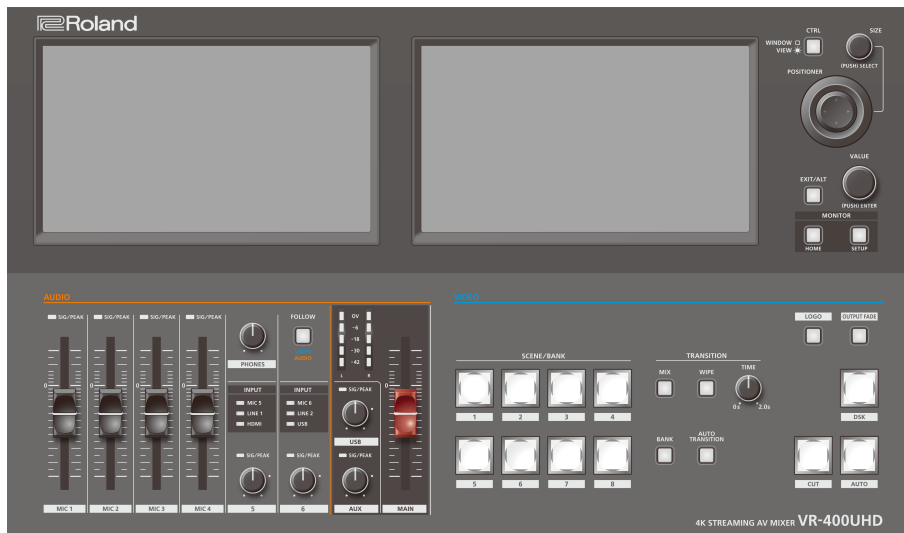 Roland
CTRL
SIZE
WINDOW
VIEW
(PUSH) SELECT
POSITIONER
VALUE
EXIT/ALT
(PUSH) ENTER
MONITOR
HOME
SETUP
AUDIO
VIDEO
SIG/PEAK
SIG/PEAK
SIG/PEAK
SIG/PEAK
FOLLOW
VIDEO
AUDIO
OV
-6
-18
-30
-42
L R
LOGO
OUTPUT FADE
PHONES
INPUT
MIC 5
LINE 1
HDMI
INPUT
MIC 6
LINE 2
USB
SIG/PEAK
USB
SCENE/BANK
TRANSITION
MIX
WIPE
TIME
0s
2.0s
0
0
1
2
3
4
DSK
BANK
AUTO
TRANSITION
SIG/PEAK
SIG/PEAK
SIG/PEAK
5
6
7
8
CUT
AUTO
MIC 1
MIC 2
MIC 3
MIC 4
5
6
AUX
MAIN
4K STREAMING AV MIXER VR-400UHD